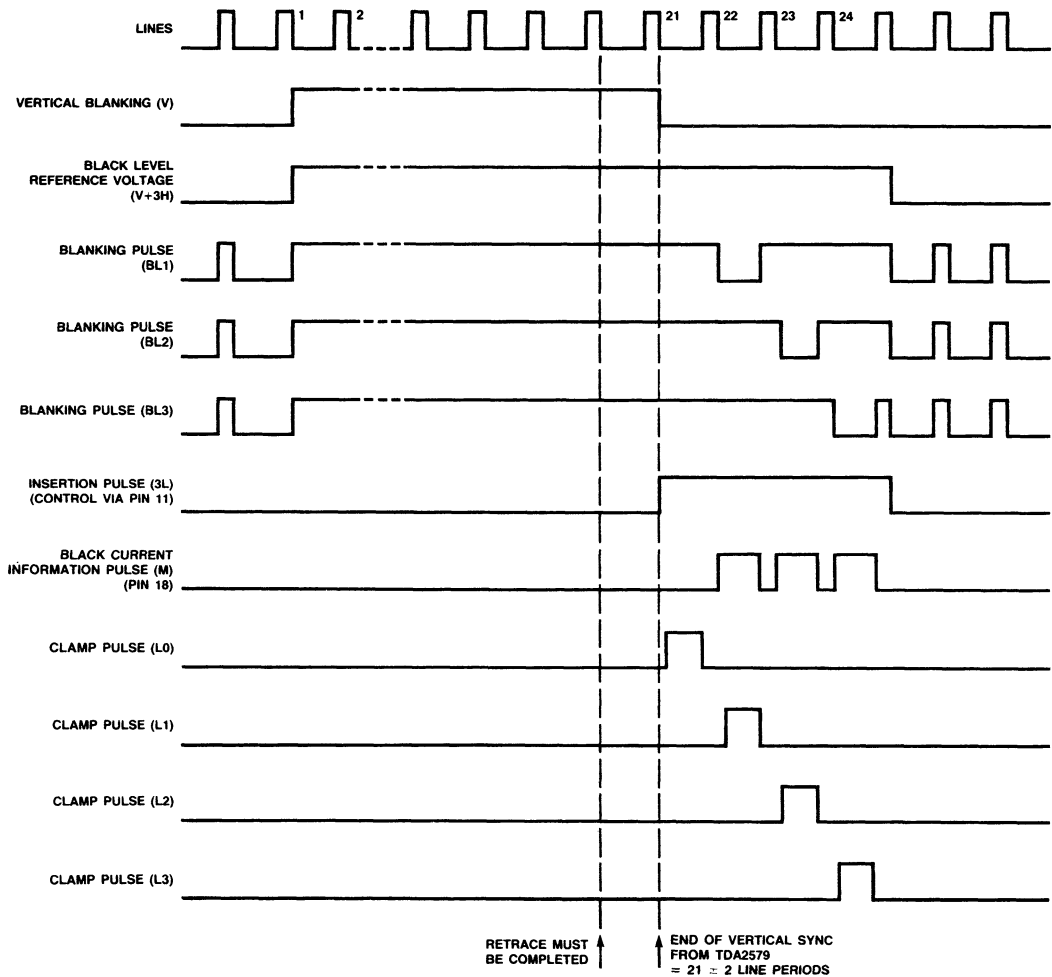 LINES
1
2
21
22
23
24
VERTICAL BLANKING (V)
BLACK LEVEL
REFERENCE VOLTAGE
(V+3H)
BLANKING PULSE
(BL1)
BLANKING PULSE
(BL2)
BLANKING PULSE (BL3)
INSERTION PULSE (3L)
(CONTROL VIA PIN 11)
BLACK CURRENT
INFORMATION PULSE (M)
(PIN 18)
CLAMP PULSE (L0)
CLAMP PULSE (L1)
CLAMP PULSE (L2)
CLAMP PULSE (L3)
RETRACE MUST
BE COMPLETED
END OF VERTICAL SYNC
FROM TDA2579
= 21 2 LINE PERIODS